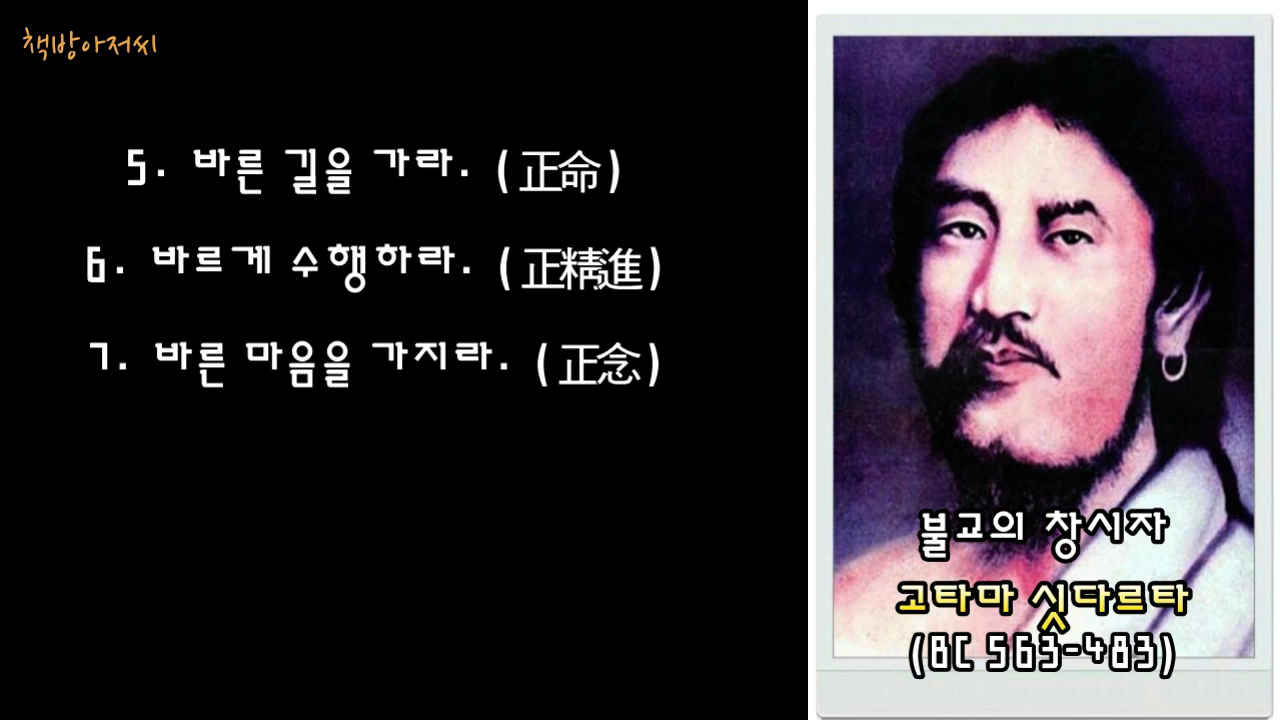 책방아저씨
5. 바른 길을 가라. (正命)
6. 바르게 수행하라. (正精進)
7. 바른 마음을 가지라. (正念)
불교의 창시자
고타마 싯다르타
(BC 563-483)